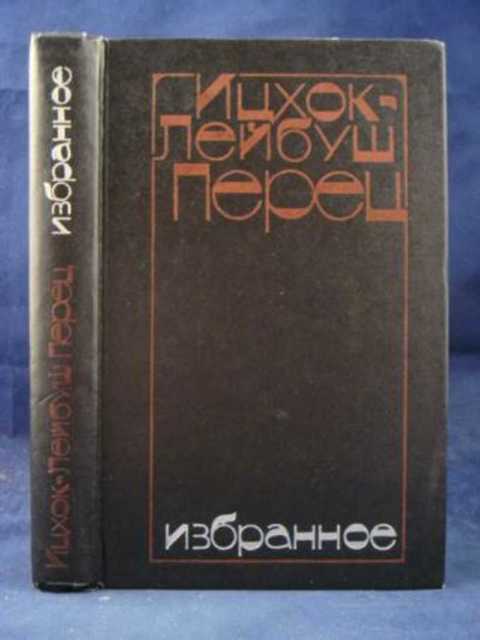 Ицхок-Лейбуш Перец избранное
Ицхок-
Лейбуш
Перец
избранное